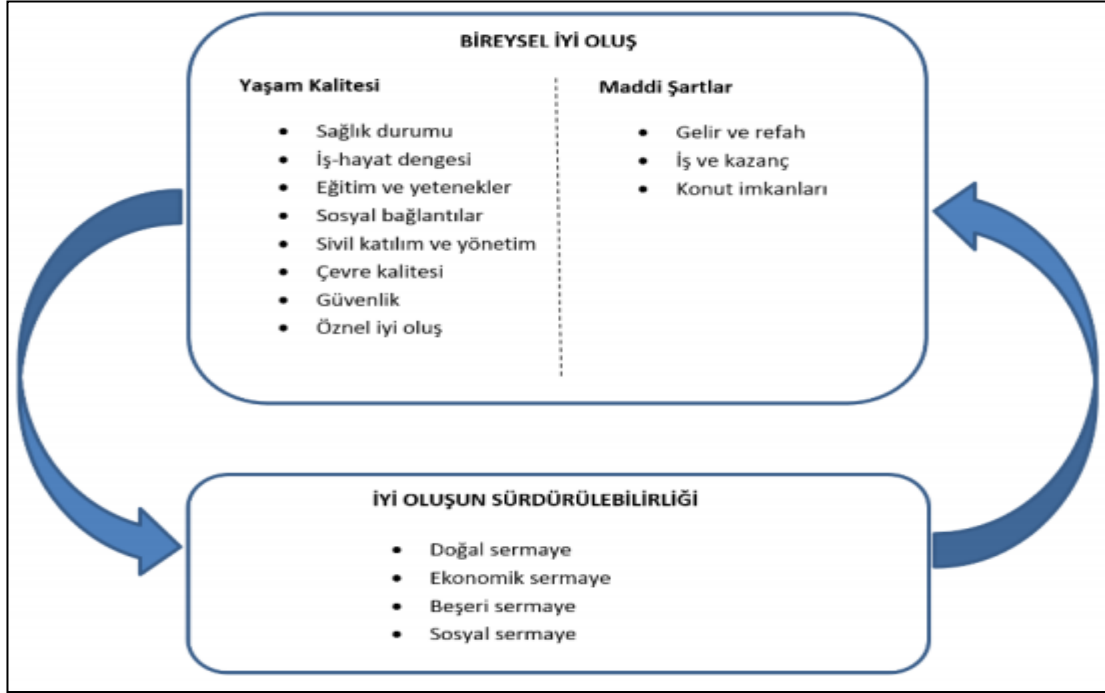 BİREYSEL İYİ OLUŞ
Yaşam Kalitesi
• Sağlık durumu
• İş-hayat dengesi
• Eğitim ve yetenekler
• Sosyal bağlantılar
• Sivil katılım ve yönetim
• Çevre kalitesi
• Güvenlik
• Öznel iyi oluş
Maddi Şartlar
• Gelir ve refah
• İş ve kazanç
• Konut imkanları
İYİ OLUŞUN SÜRDÜRÜLEBİLİRLİĞİ
• Doğal sermaye
• Ekonomik sermaye
• Beşeri sermaye
• Sosyal sermaye